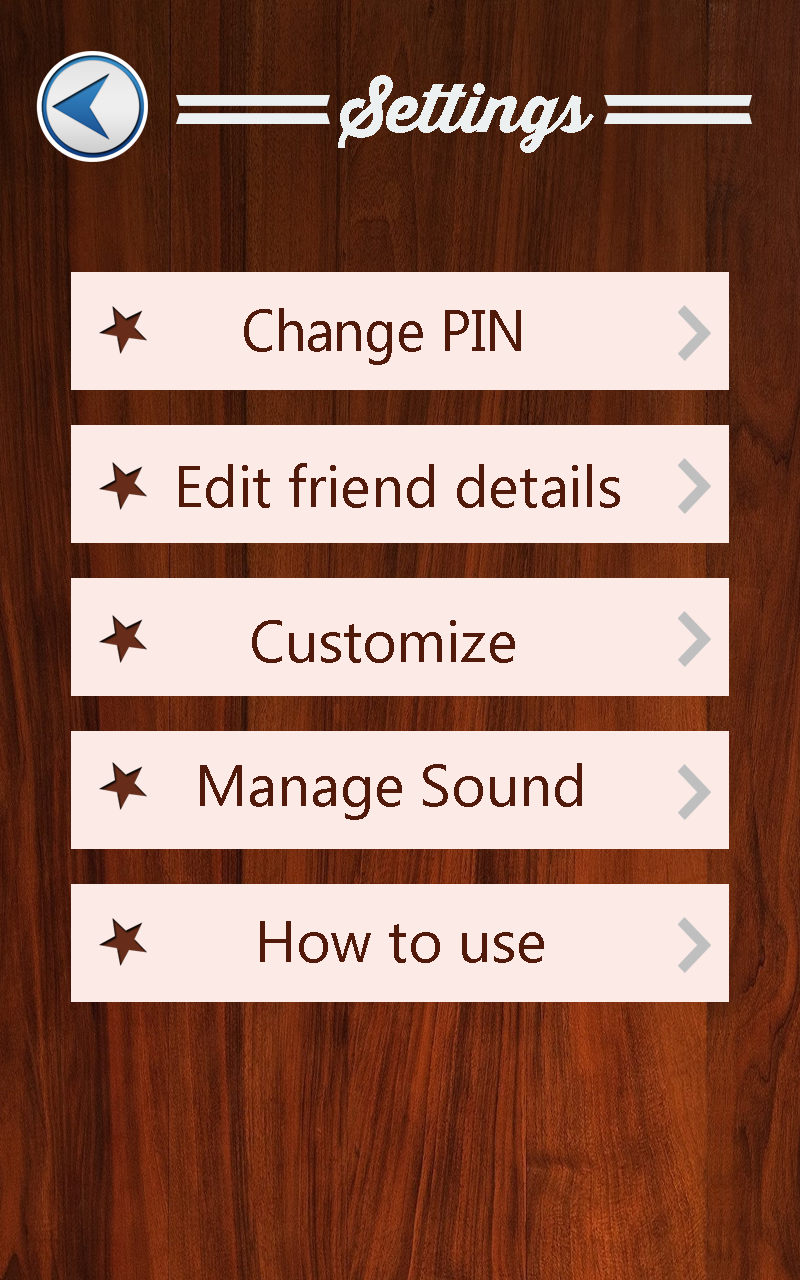 Settings
Change PIN
Edit friend details
Customize
Manage Sound
How to use